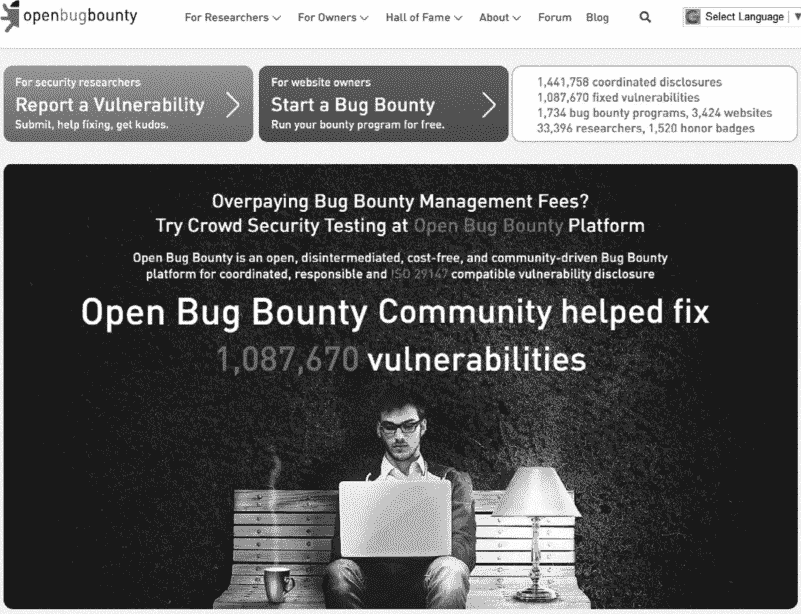 openbugbounty
For Researchers
For Owners
Hall of Fame
About
Forum
Blog
Select Language
For security researchers
Report a Vulnerability
Submit, help fixing, get kudos.
For website owners
Start a Bug Bounty
Run your bounty program for free.
1,441,758 coordinated disclosures
1,087,670 fixed vulnerabilities
1,734 bug bounty programs, 3,424 websites
33,396 researchers, 1,520 honor badges
Overpaying Bug Bounty Management Fees?
Try Crowd Security Testing at Open Bug Bounty Platform
Open Bug Bounty is an open, disintermediated, cost-free, and community-driven Bug Bounty
platform for coordinated, responsible and ISO 29147 compatible vulnerability disclosure
Open Bug Bounty Community helped fix
1,087,670 vulnerabilities